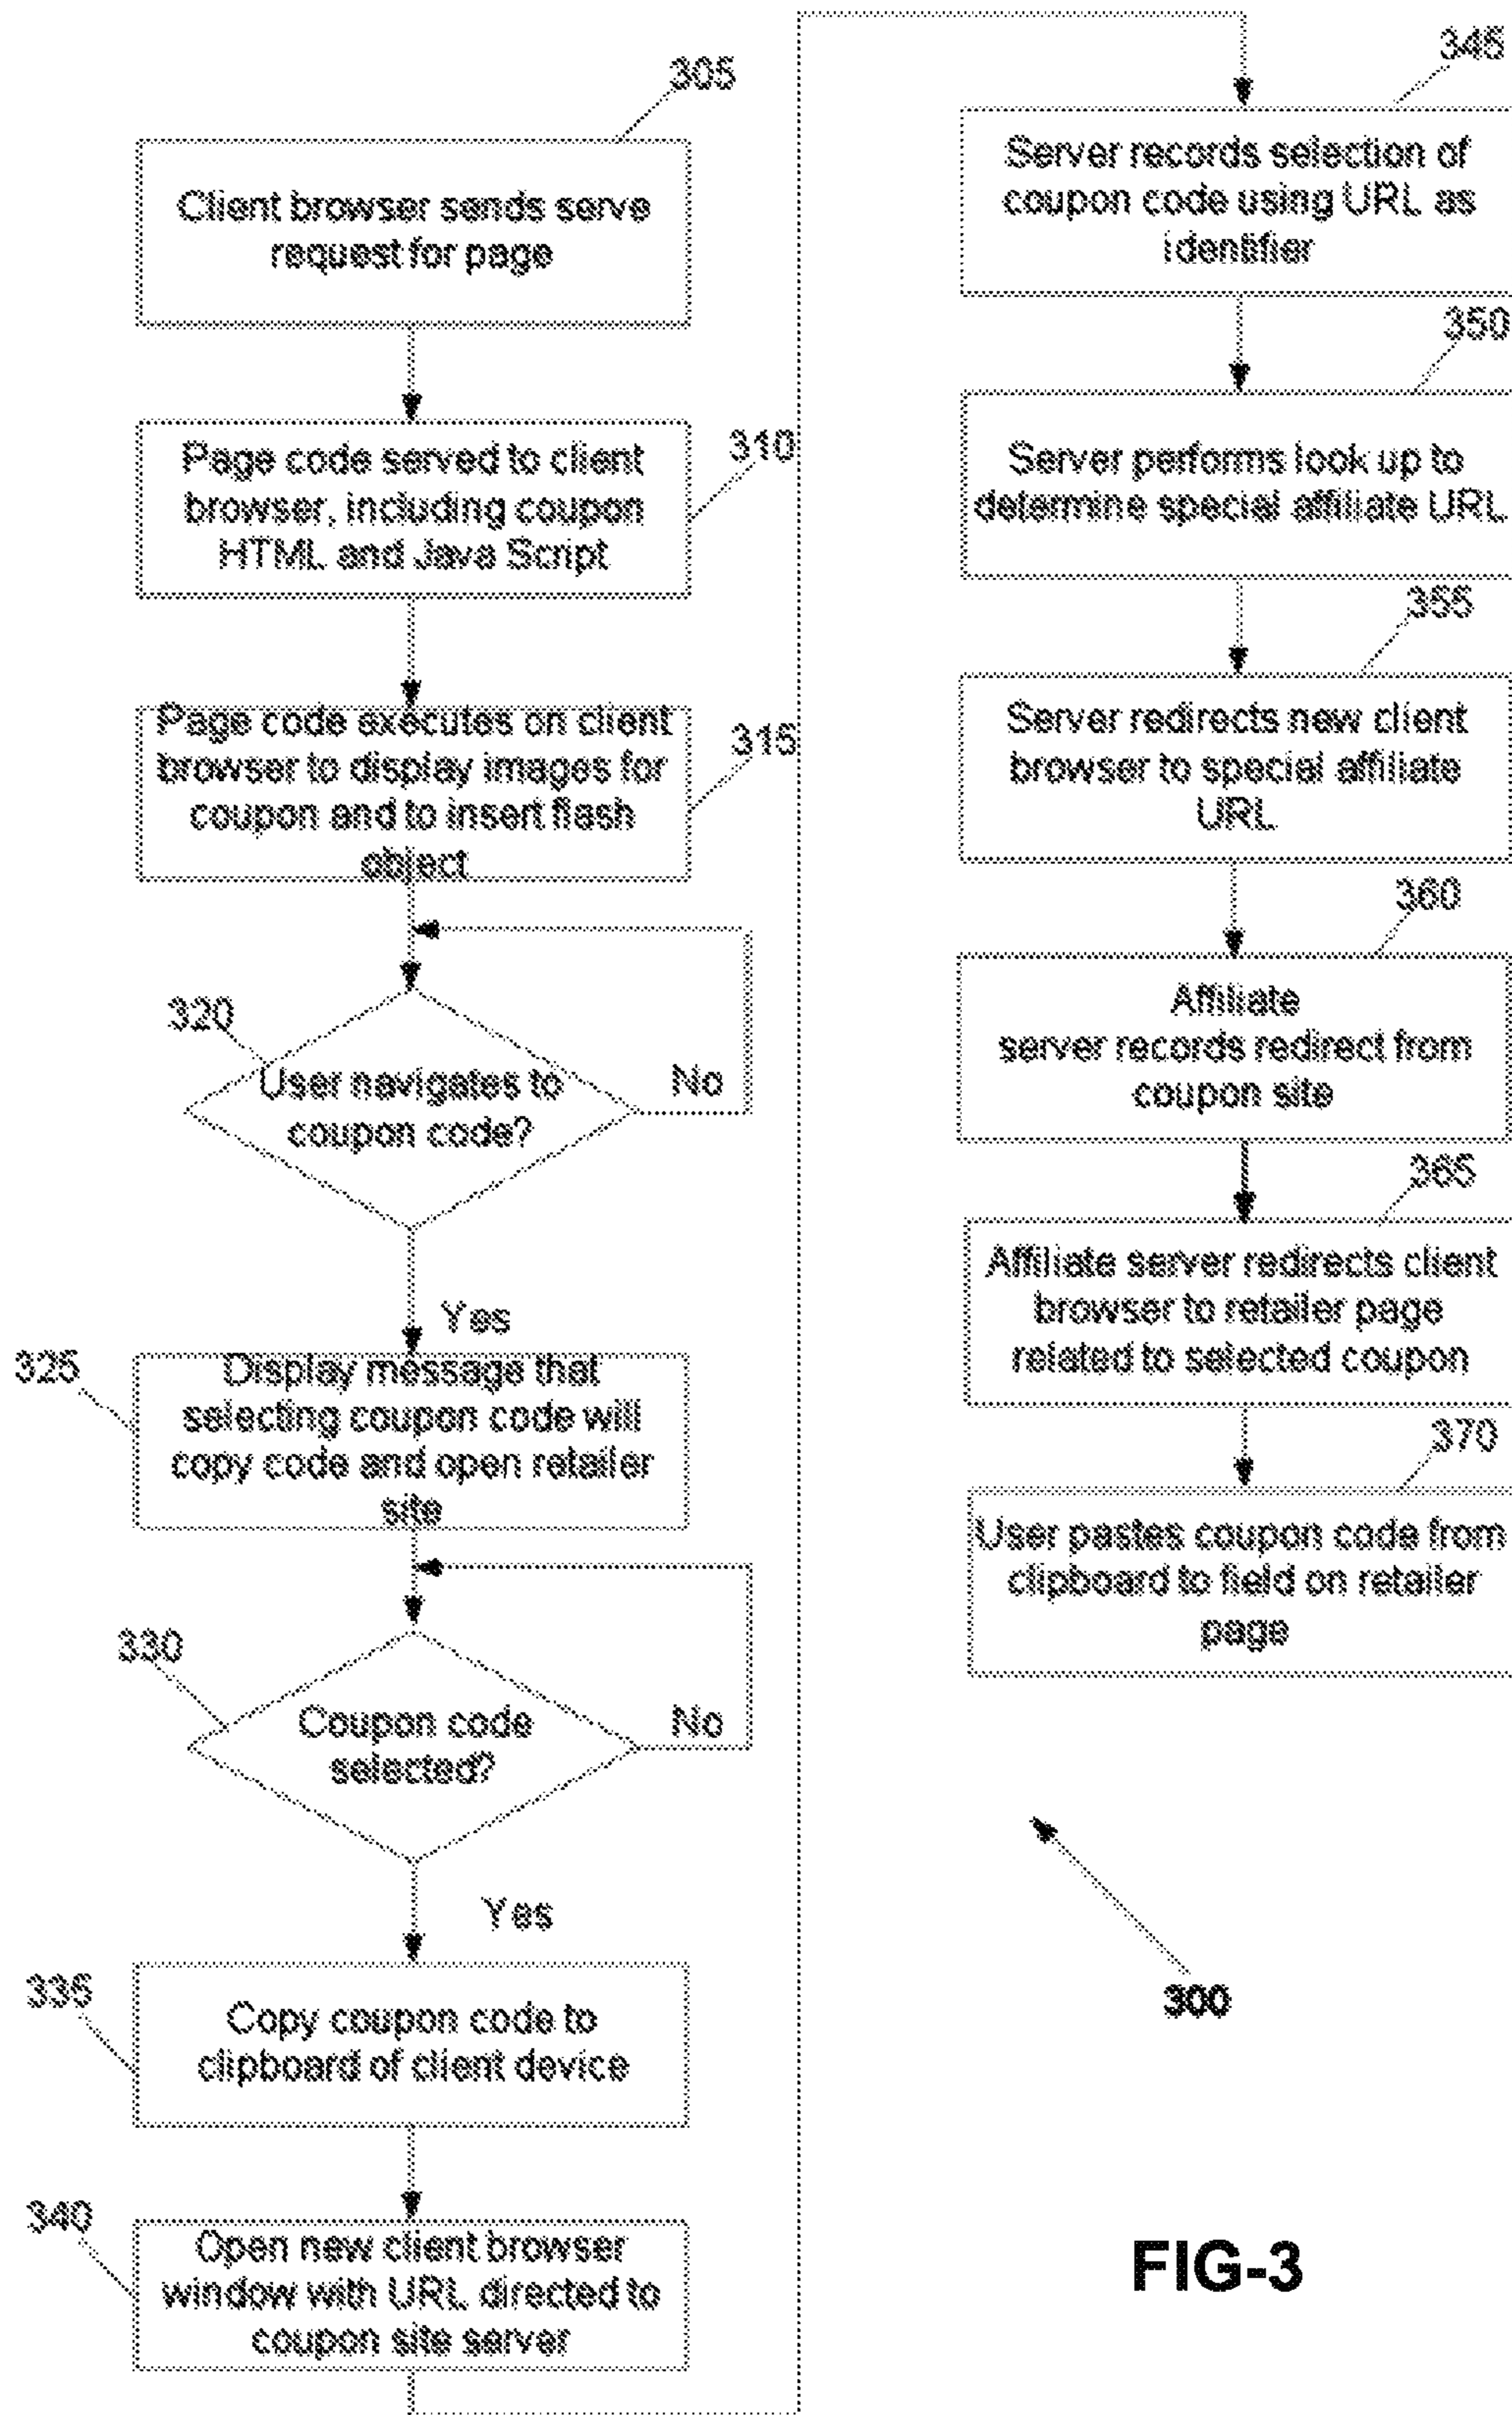 305
Client browser sends serve
request for page
310
Page code served to client
browser, including coupon
HTML and Java Script
315
Page code executes on client
browser to display images for
coupon and to insert flash
object
320
User navigates to
coupon code?
No
Yes
325
Display message that
selecting coupon code will
copy code and open retailer
site
330
Coupon code
selected?
No
Yes
335
Copy coupon code to
clipboard of client device
340
Open new client browser
window with URL directed to
coupon site server
345
Server records selection of
coupon code using URL as
identifier
350
Server performs look up to
determine special affiliate URL
355
Server redirects new client
browser to special affiliate
URL
360
Affiliate
server records redirect from
coupon site
365
Affiliate server redirects client
browser to retailer page
related to selected coupon
370
User pastes coupon code from
clipboard to field on retailer
page
300
FIG-3